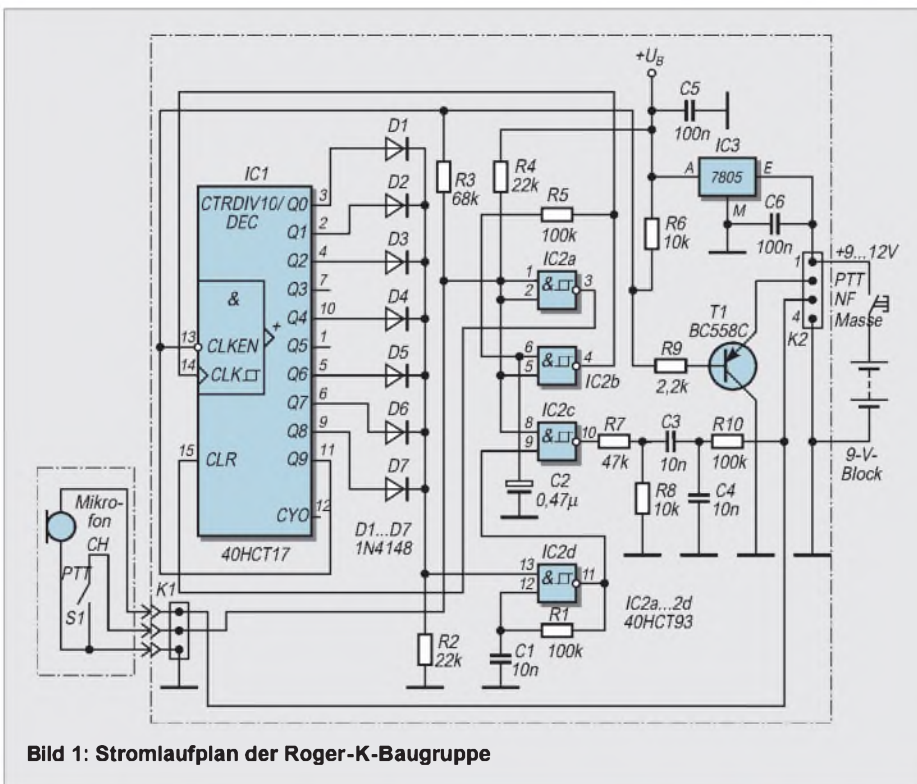 +U_B
C5
100n
IC3
A 7805 E
M C6
100n
+9...12V
1
PTT
NF
4 Masse
K2
9-V-
Block
IC1
CTRDIV10/
DEC
&
+
13 CLKEN
14 CLK
15 CLR
Q0 3
Q1 2
Q2 4
Q3 7
Q4 10
Q5 1
Q6 5
Q7 6
Q8 9
Q9 11
CYO 12
40HCT17
D1
D2
D3
D4
D5
D6
D7
D1...D7
1N4148
R3
68k
R4
22k
R5
100k
R6
10k
IC2a
1
2
&
3
6
5
&
4
IC2b
IC2c
8
9
&
10
R7
47k
C3
10n
R10
100k
R8
10k
C4
10n
R9
2,2k
T1
BC558C
C2
0,47µ
IC2d
13
12
&
11
R1
100k
C1
10n
R2
22k
IC2a...2d
40HCT93
Mikro-
fon
CH
PTT
S1
K1
Bild 1: Stromlaufplan der Roger-K-Baugruppe